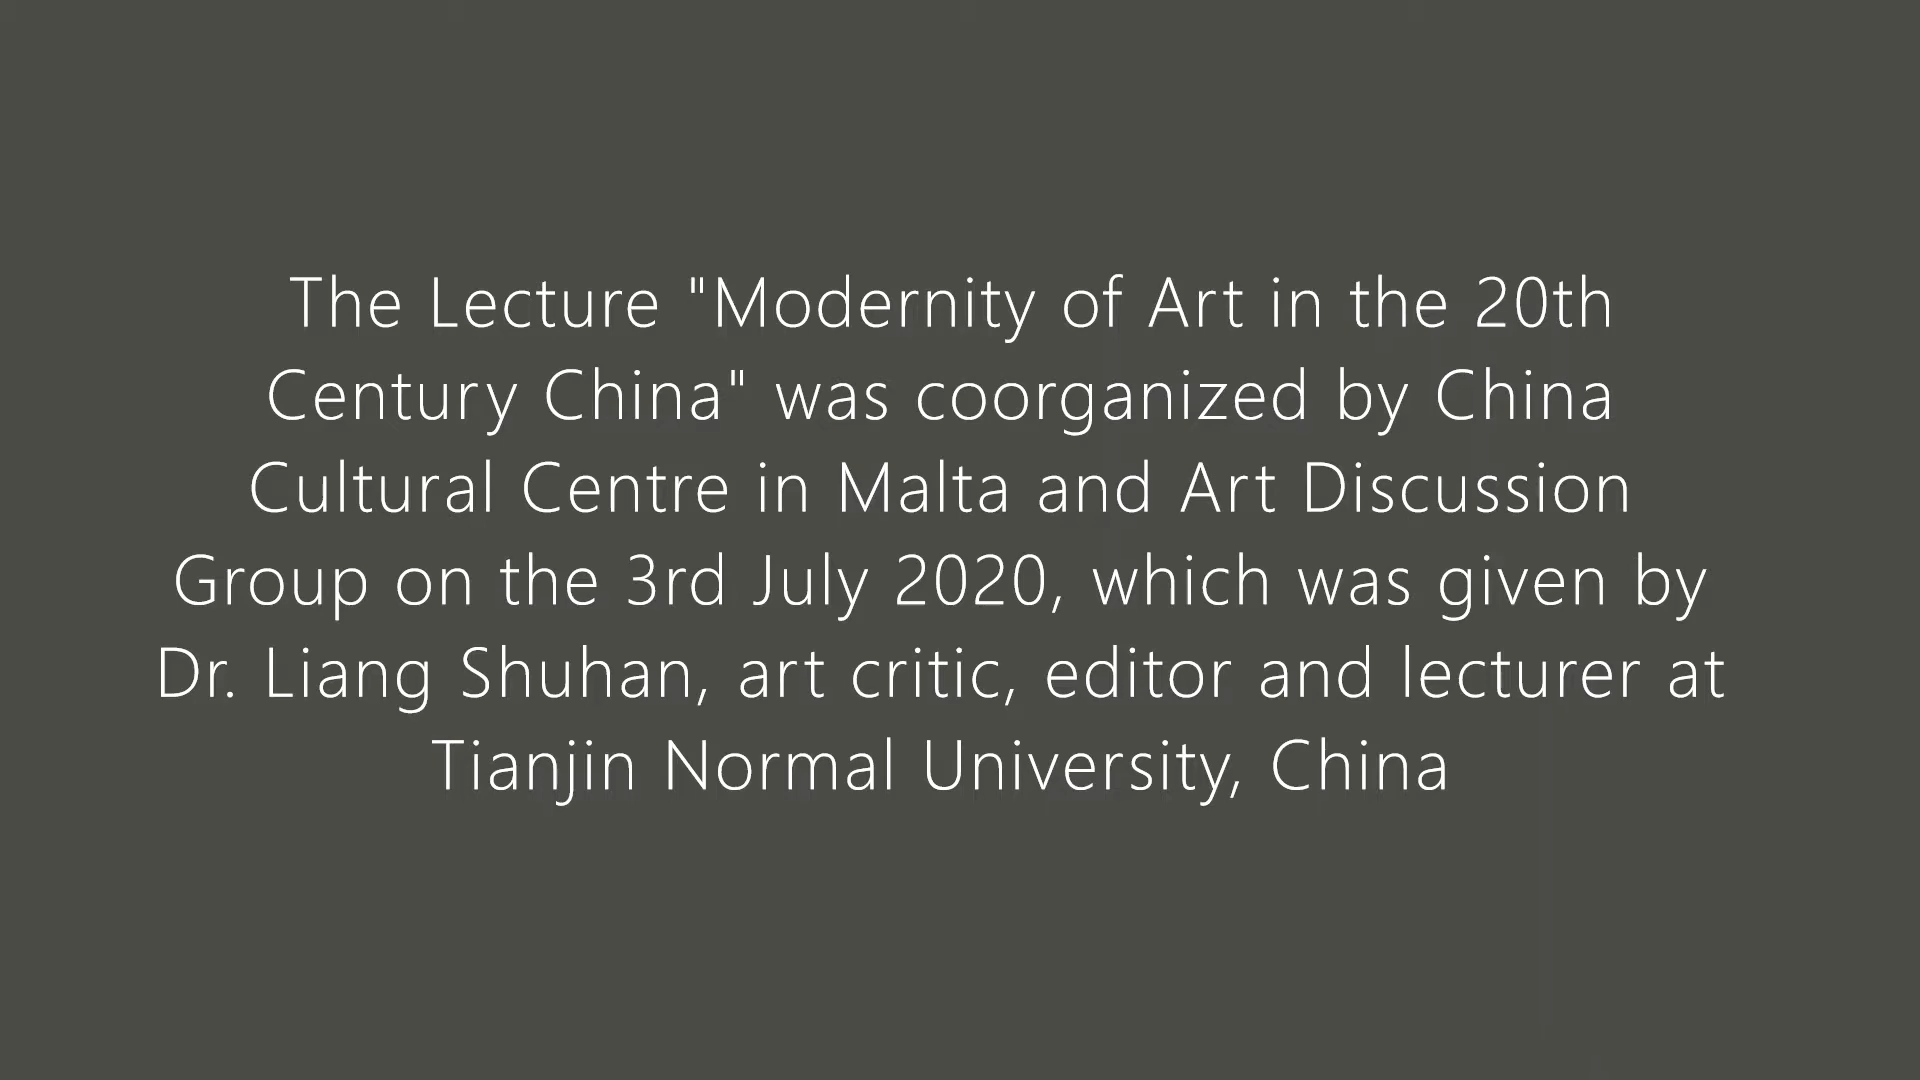 The Lecture "Modernity of Art in the 20th
Century China" was coorganized by China
Cultural Centre in Malta and Art Discussion
Group on the 3rd July 2020, which was given by
Dr. Liang Shuhan, art critic, editor and lecturer at
Tianjin Normal University, China